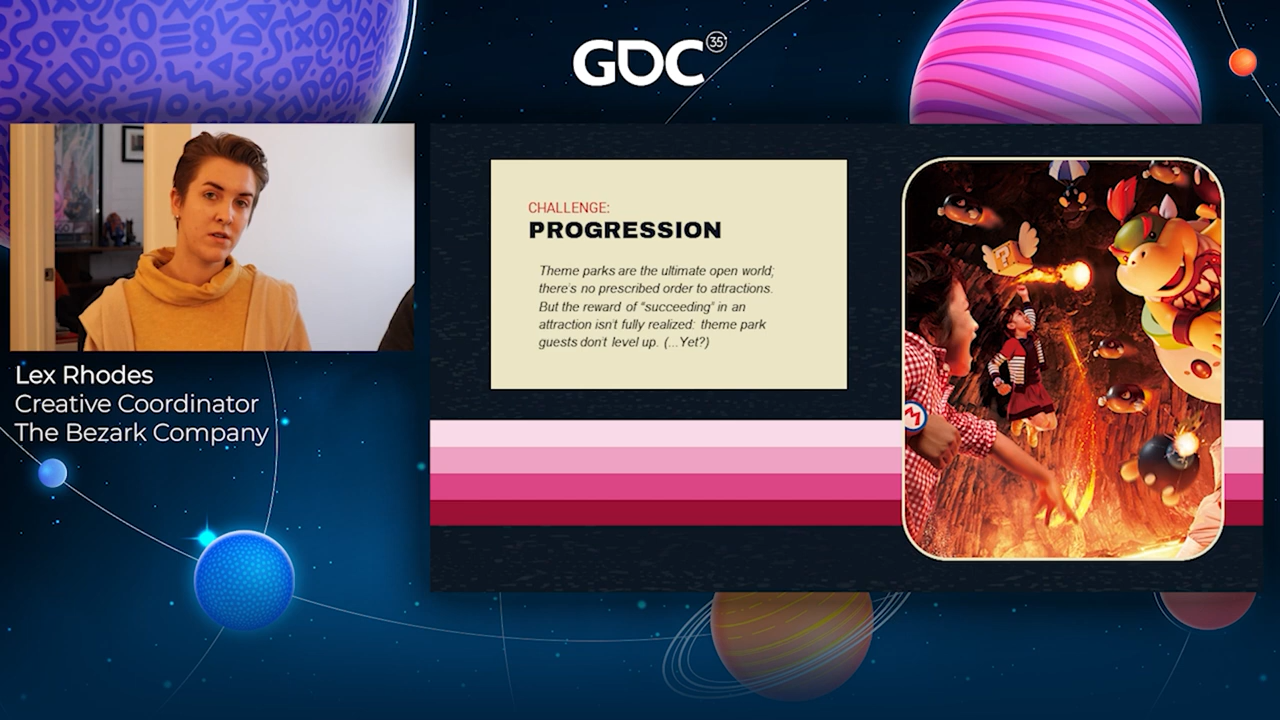 GDC 35
Lex Rhodes
Creative Coordinator
The Bezark Company
CHALLENGE:
PROGRESSION
Theme parks are the ultimate open world;
there's no prescribed order to attractions.
But the reward of "succeeding" in an
attraction isn't fully realized: theme park
guests don't level up. (...Yet?)
?
M